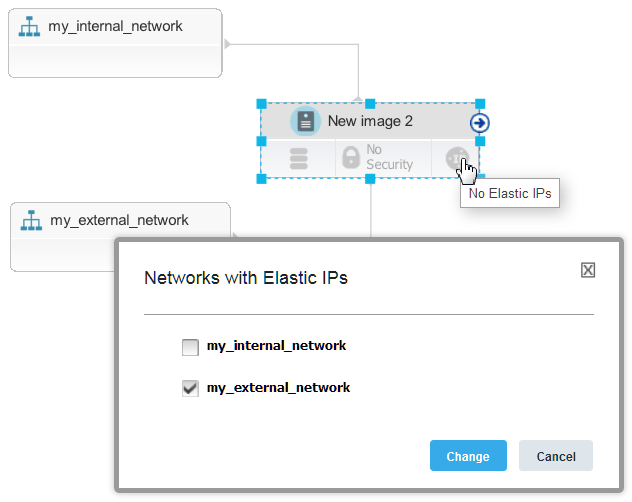 my_internal_network
New image 2
No
Security
No Elastic IPs
my_external_network
Networks with Elastic IPs
my_internal_network
my_external_network
Change
Cancel